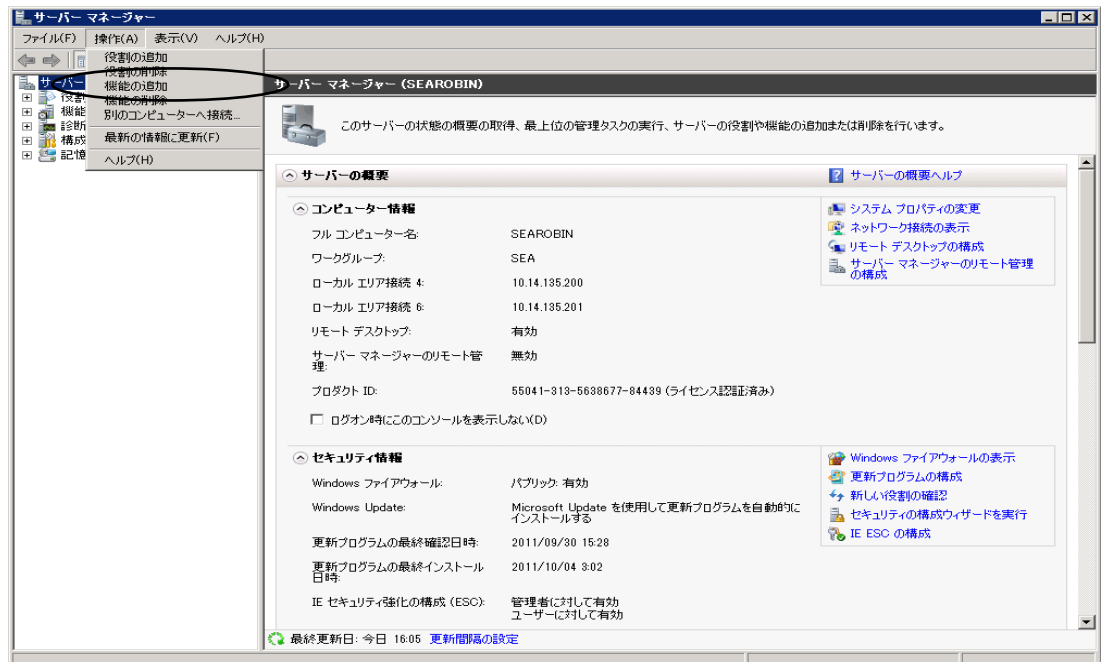 サーバー マネージャー
ファイル(F) 操作(A) 表示(V) ヘルプ(H)
役割の追加
役割の削除
機能の追加
機能の削除
別のコンピューターへ接続...
最新の情報に更新(F)
ヘルプ(H)
サーバー
役割
機能
診断
構成
記憶
サーバー マネージャー (SEAROBIN)
このサーバーの状態の概要の取得、最上位の管理タスクの実行、サーバーの役割や機能の追加または削除を行います。
サーバーの概要
サーバーの概要ヘルプ
コンピューター情報
フル コンピューター名: SEAROBIN
ワークグループ: SEA
ローカル エリア接続 4: 10.14.135.200
ローカル エリア接続 6: 10.14.135.201
リモート デスクトップ: 有効
サーバー マネージャーのリモート管
理: 無効
プロダクト ID: 55041-313-5638677-84439 (ライセンス認証済み)
ログオン時にこのコンソールを表示しない(D)
システム プロパティの変更
ネットワーク接続の表示
リモート デスクトップの構成
サーバー マネージャーのリモート管理
の構成
セキュリティ情報
Windows ファイアウォール: パブリック: 有効
Windows Update: Microsoft Update を使用して更新プログラムを自動的に
インストールする
更新プログラムの最終確認日時: 2011/09/30 15:28
更新プログラムの最終インストール
日時: 2011/10/04 3:02
IE セキュリティ強化の構成 (ESC): 管理者に対して有効
ユーザーに対して有効
Windows ファイアウォールの表示
更新プログラムの構成
新しい役割の確認
セキュリティの構成ウィザードを実行
IE ESC の構成
最終更新日: 今日 16:05 更新間隔の設定